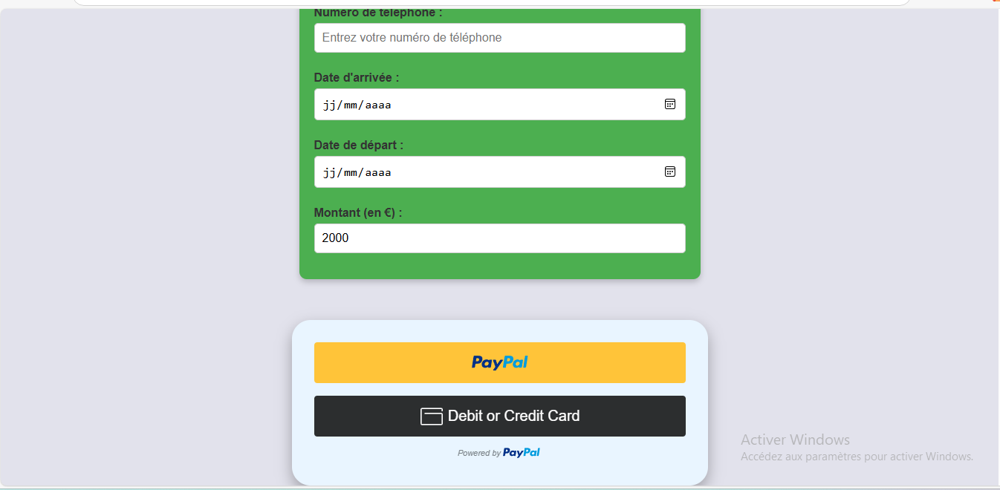 Numéro de téléphone :
Entrez votre numéro de téléphone
Date d'arrivée :
jj/mm/aaaa
Date de départ :
jj/mm/aaaa
Montant (en €) :
2000
PayPal
Debit or Credit Card
Powered by PayPal
Activer Windows
Accédez aux paramètres pour activer Windows.